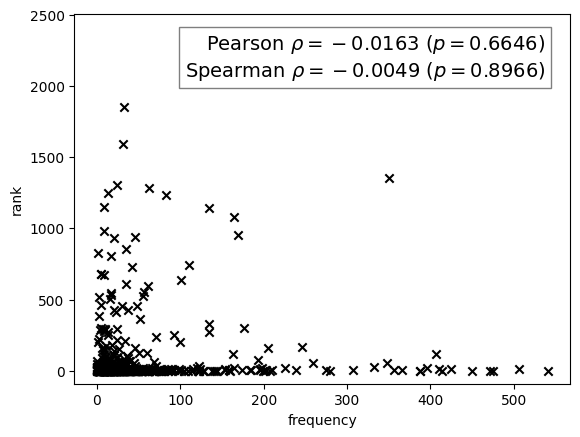 2500
2000
1500
1000
500
0
rank
Pearson ρ = −0.0163 (p = 0.6646)
Spearman ρ = −0.0049 (p = 0.8966)
0 100 200 300 400 500
frequency